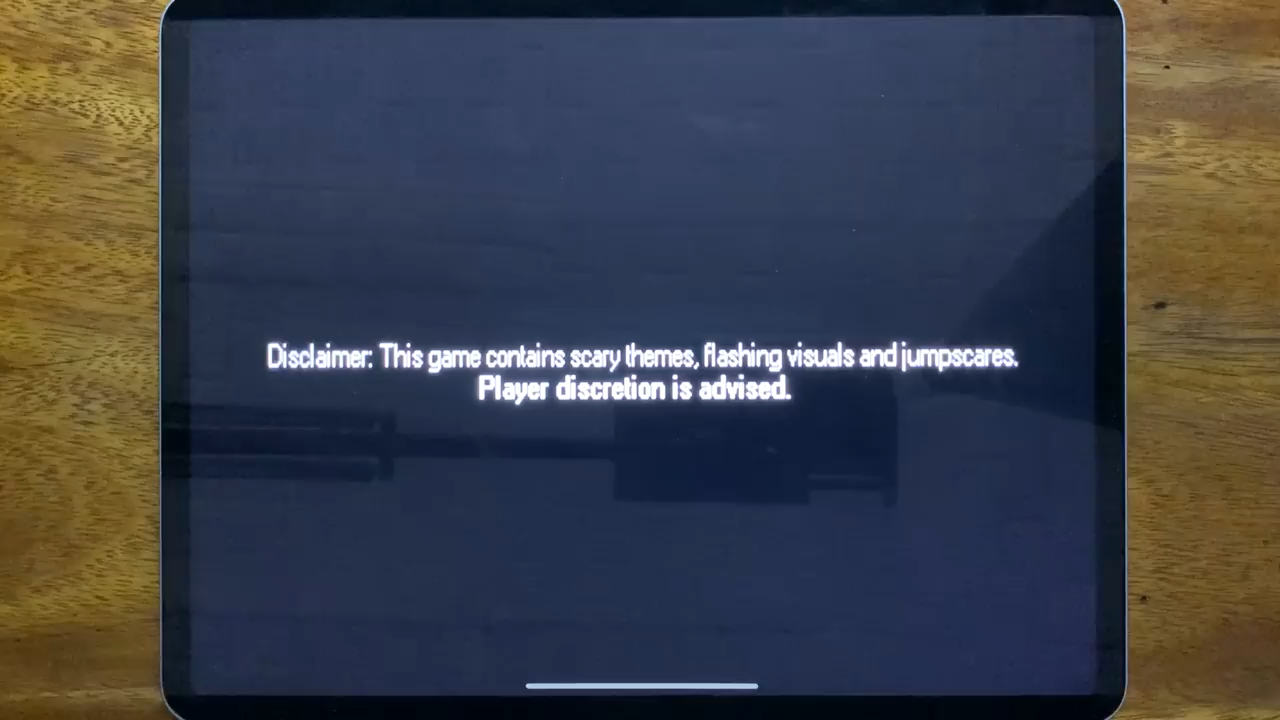 Disclaimer: This game contains scary themes, flashing visuals and jumpscares.
Player discretion is advised.